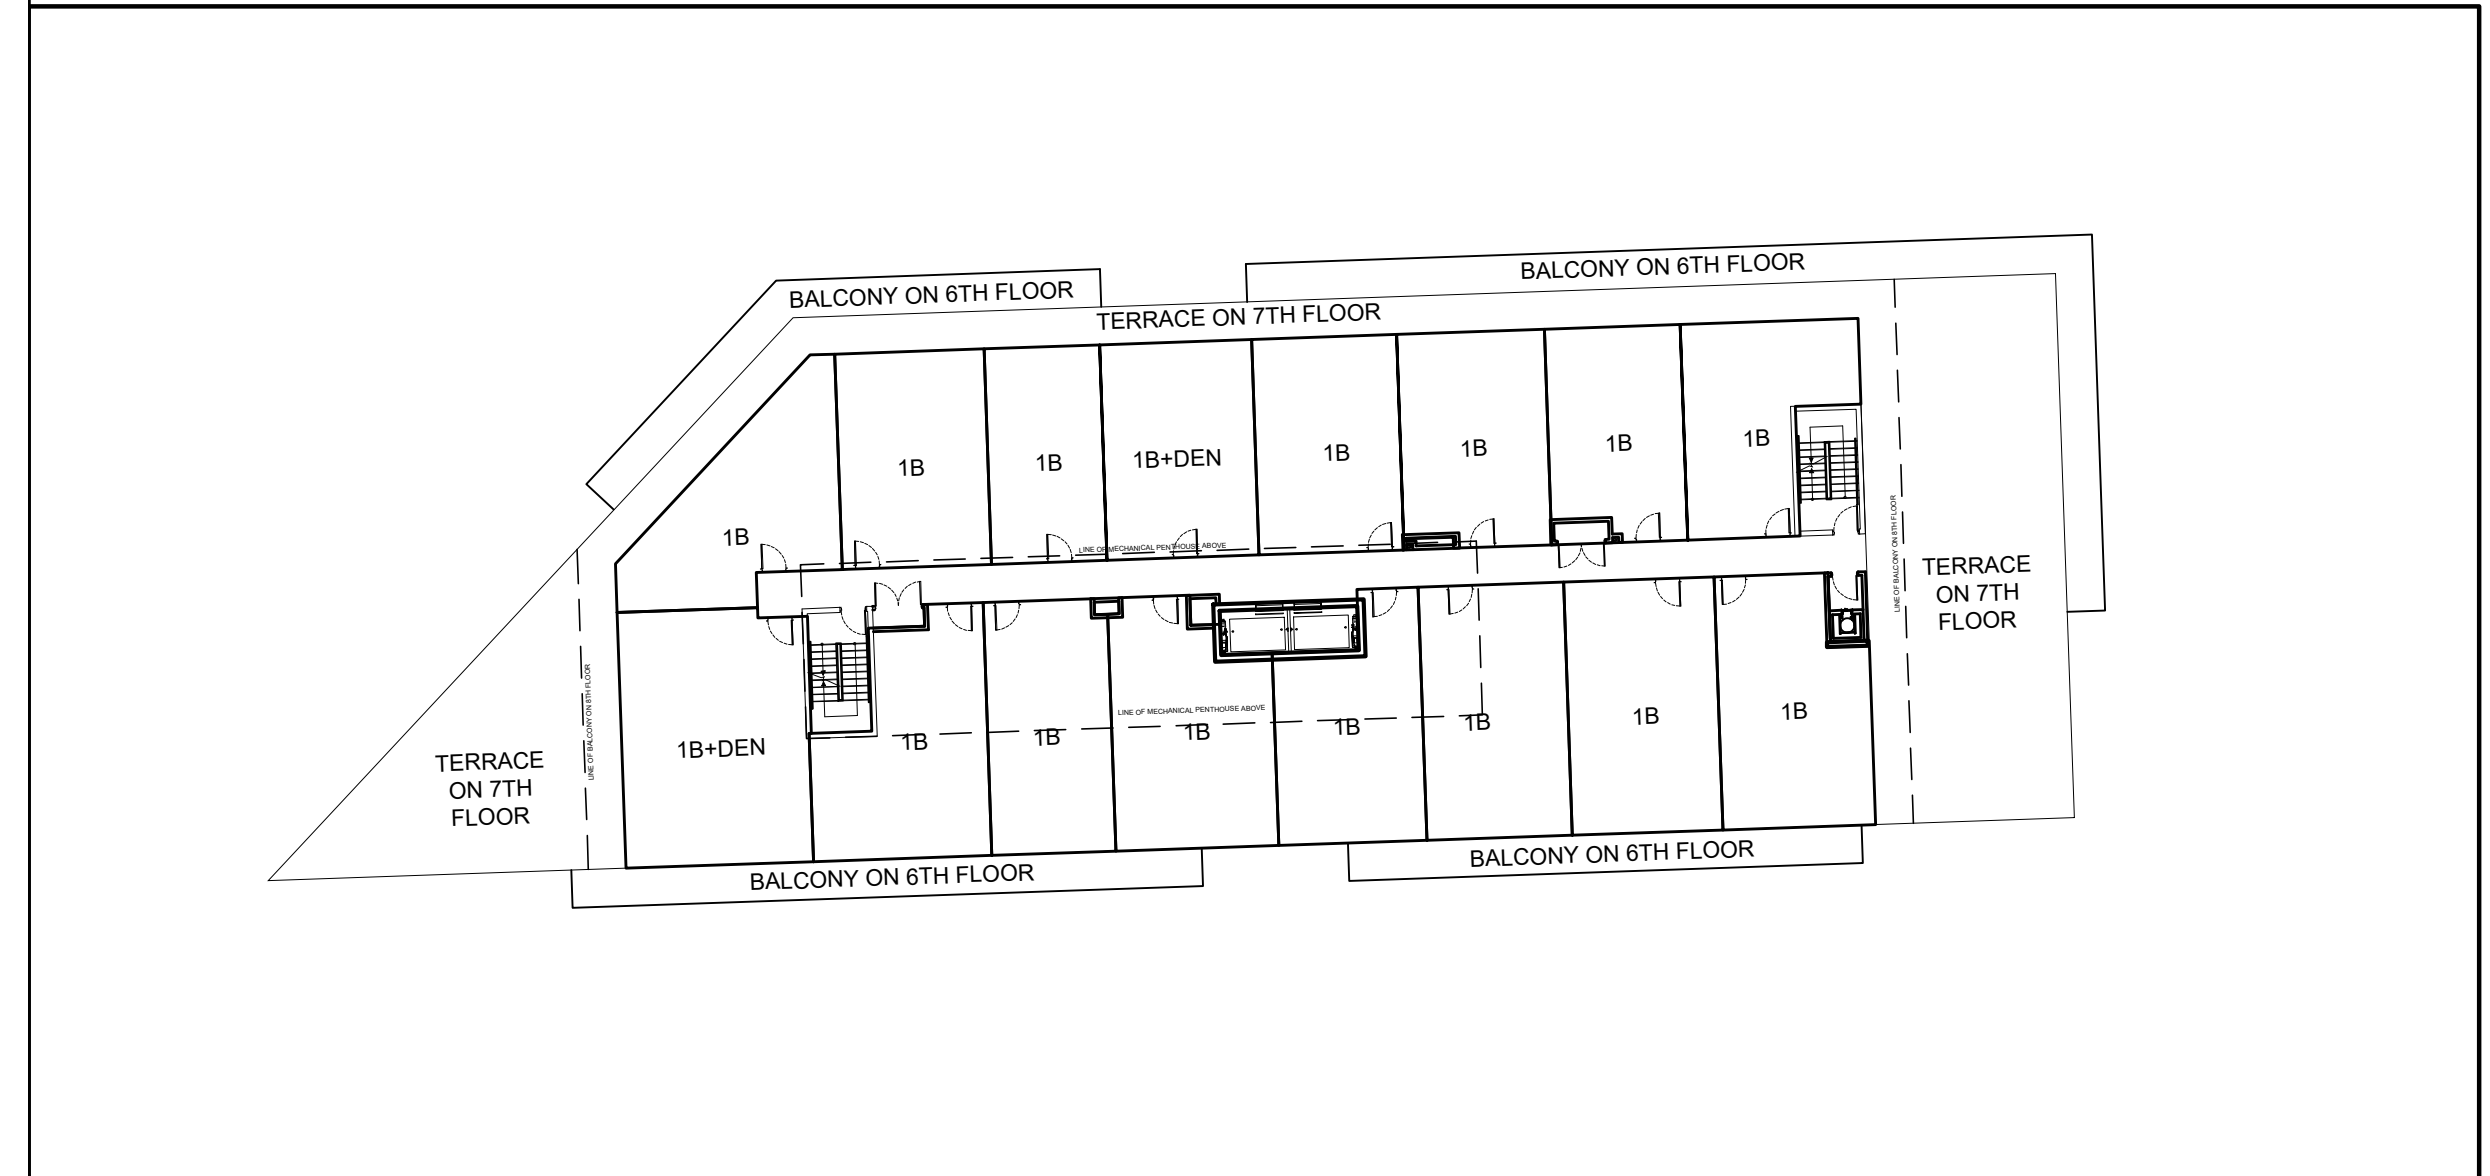 BALCONY ON 6TH FLOOR
BALCONY ON 6TH FLOOR
TERRACE ON 7TH FLOOR
1B
1B
1B
1B+DEN
1B
1B
1B
1B
LINE OF MECHANICAL PENTHOUSE ABOVE
LINE OF BALCONY ON 8TH FLOOR
TERRACE
ON 7TH
FLOOR
LINE OF BALCONY ON 8TH FLOOR
LINE OF MECHANICAL PENTHOUSE ABOVE
1B+DEN
1B
1B
1B
1B
1B
1B
1B
TERRACE
ON 7TH
FLOOR
BALCONY ON 6TH FLOOR
BALCONY ON 6TH FLOOR